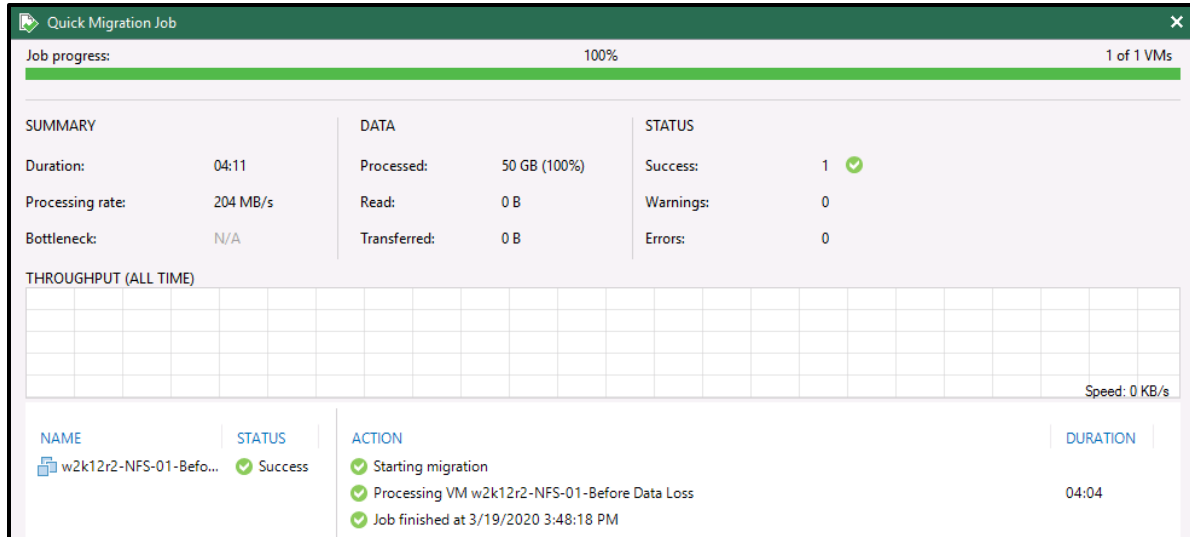 Quick Migration Job
Job progress: 100% 1 of 1 VMs
SUMMARY DATA STATUS
Duration: 04:11 Processed: 50 GB (100%) Success: 1
Processing rate: 204 MB/s Read: 0 B Warnings: 0
Bottleneck: N/A Transferred: 0 B Errors: 0
THROUGHPUT (ALL TIME)
Speed: 0 KB/s
NAME STATUS ACTION DURATION
w2k12r2-NFS-01-Befo... Success Starting migration
Processing VM w2k12r2-NFS-01-Before Data Loss 04:04
Job finished at 3/19/2020 3:48:18 PM